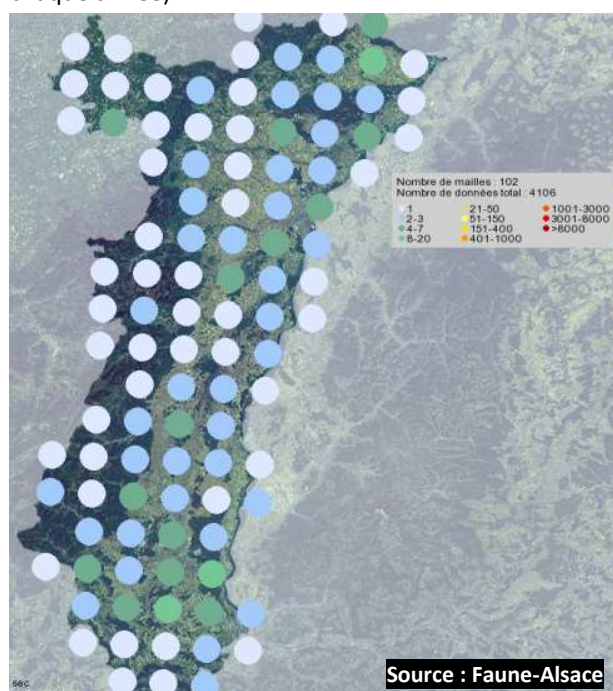 Nombre de mailles : 102
Nombre de données total : 4106
1 21-50 1001-3000
2-3 51-150 3001-8000
4-7 151-400 >8000
8-20 401-1000
Source : Faune-Alsace